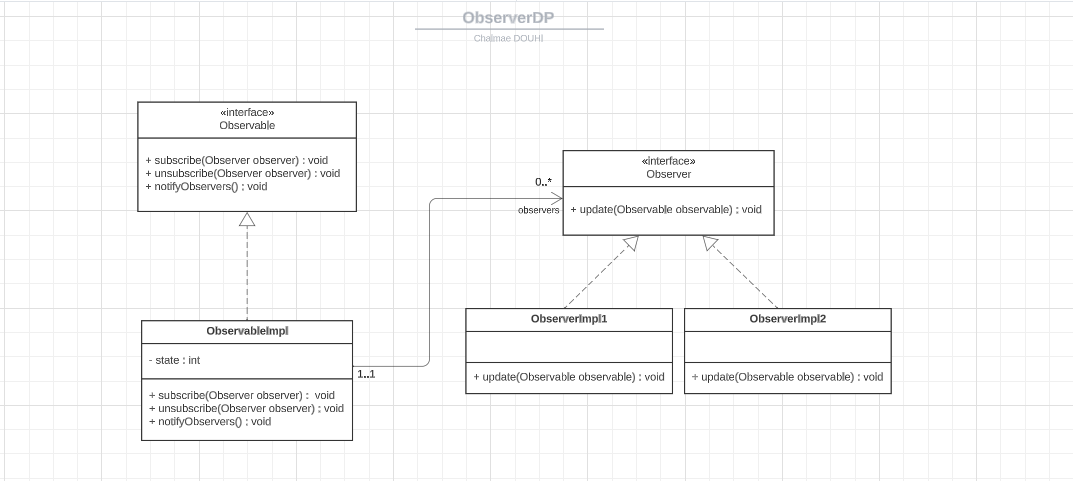 ObserverDP
Chaimae DOUHI
«interface»
Observable
+ subscribe(Observer observer) : void
+ unsubscribe(Observer observer) : void
+ notifyObservers() : void
«interface»
Observer
+ update(Observable observable) : void
0..*
observers
ObservableImpl
- state : int
+ subscribe(Observer observer) : void
+ unsubscribe(Observer observer) : void
+ notifyObservers() : void
1..1
ObserverImpl1
+ update(Observable observable) : void
ObserverImpl2
+ update(Observable observable) : void